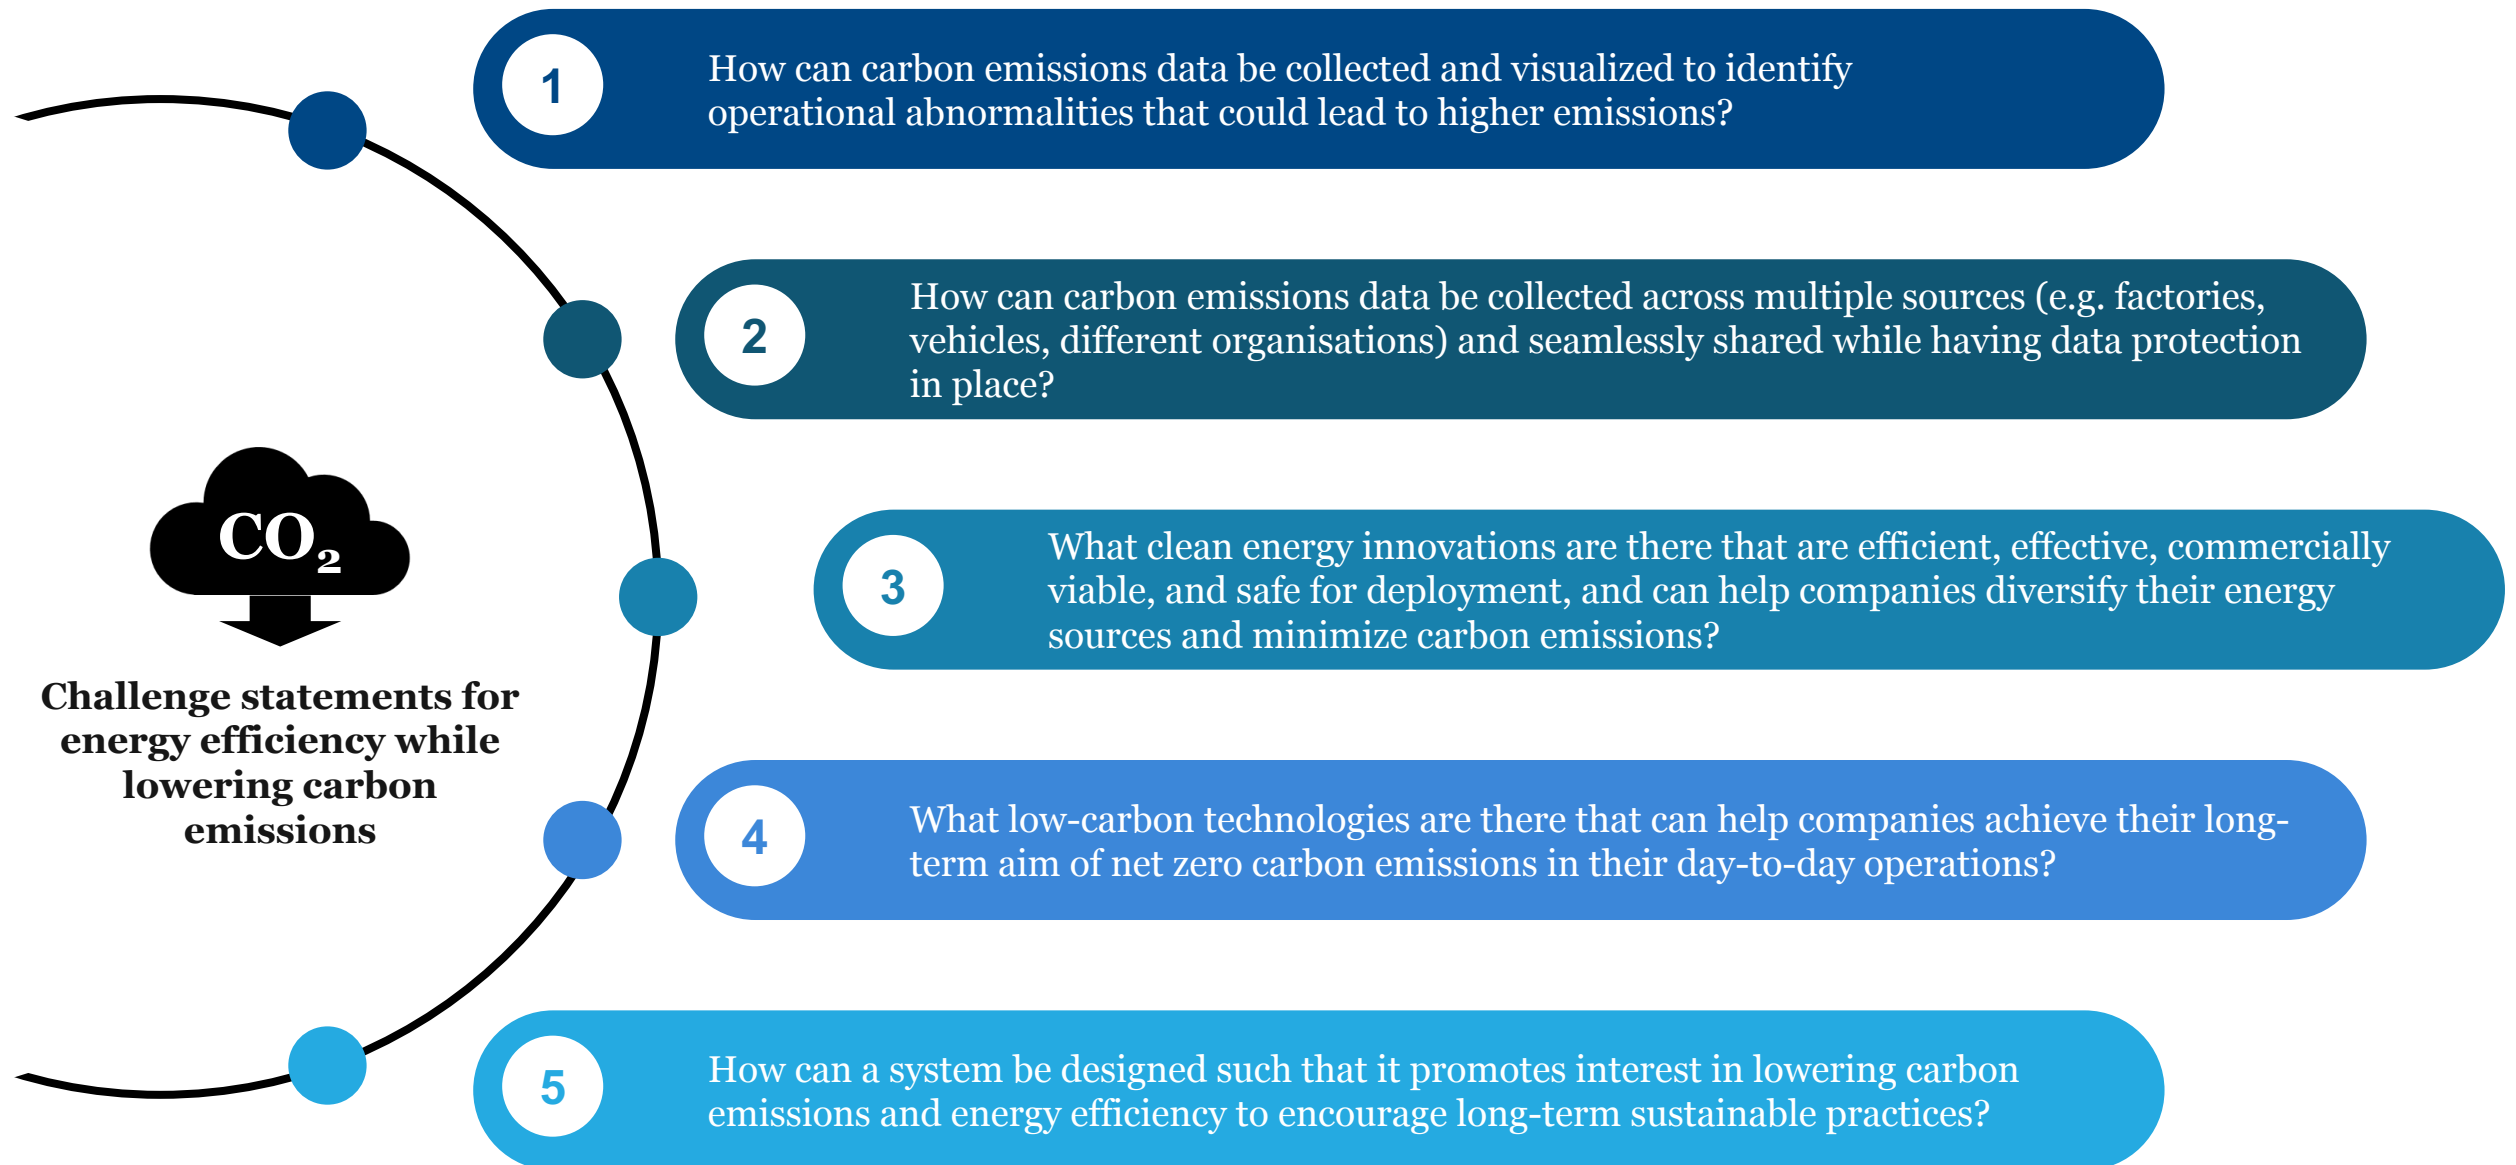 1
How can carbon emissions data be collected and visualized to identify
operational abnormalities that could lead to higher emissions?
2
How can carbon emissions data be collected across multiple sources (e.g. factories,
vehicles, different organisations) and seamlessly shared while having data protection
in place?
CO₂
Challenge statements for
energy efficiency while
lowering carbon
emissions
3
What clean energy innovations are there that are efficient, effective, commercially
viable, and safe for deployment, and can help companies diversify their energy
sources and minimize carbon emissions?
4
What low-carbon technologies are there that can help companies achieve their long-
term aim of net zero carbon emissions in their day-to-day operations?
5
How can a system be designed such that it promotes interest in lowering carbon
emissions and energy efficiency to encourage long-term sustainable practices?